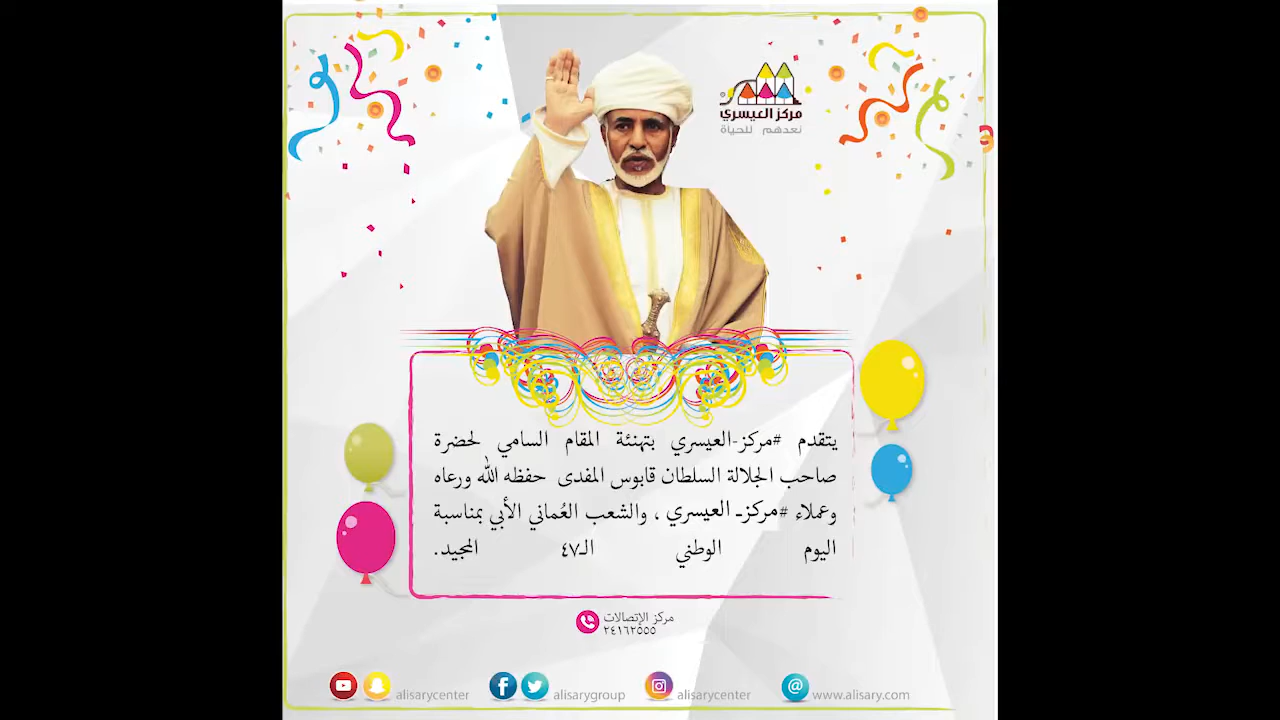 مركز العيسري
نعدهم للحياة
يتقدم #مركز-العيسري بتهنئة المقام السامي لحضرة
صاحب الجلالة السلطان قابوس المفدى حفظه الله ورعاه
وعملاء #مركزـ العيسري ، والشعب العُماني الأبي بمناسبة
اليوم الوطني الـ٤٧ المجيد.
مركز الإتصالات
٢٤١٦٢٥٥٥
alisarycenter
alisarygroup
alisarycenter
www.alisary.com